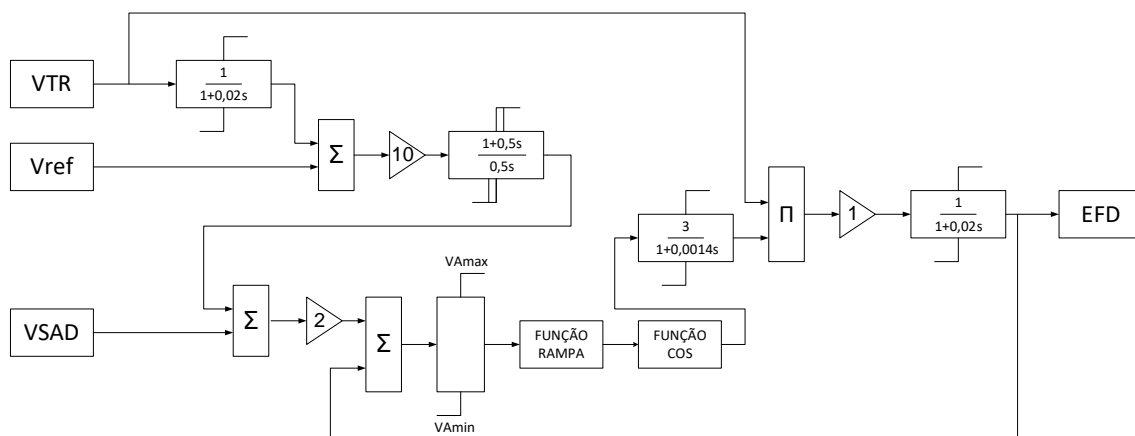 VTR
1
1+0,02s
Vref
Σ
10
1+0,5s
0,5s
3
1+0,0014s
Π
1
1
1+0,02s
EFD
VSAD
Σ
2
Σ
VAmax
VAmin
FUNÇÃO
RAMPA
FUNÇÃO
COS